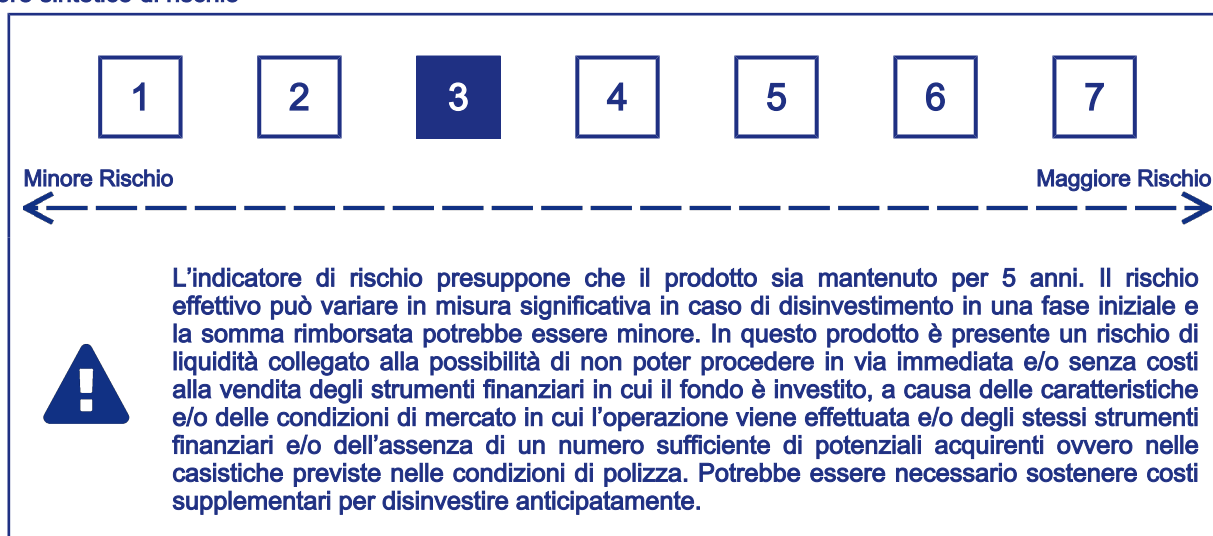 sintetico di rischio
1 2 3 4 5 6 7
Minore Rischio Maggiore Rischio
L'indicatore di rischio presuppone che il prodotto sia mantenuto per 5 anni. Il rischio
effettivo può variare in misura significativa in caso di disinvestimento in una fase iniziale e
la somma rimborsata potrebbe essere minore. In questo prodotto è presente un rischio di
liquidità collegato alla possibilità di non poter procedere in via immediata e/o senza costi
alla vendita degli strumenti finanziari in cui il fondo è investito, a causa delle caratteristiche
e/o delle condizioni di mercato in cui l'operazione viene effettuata e/o degli stessi strumenti
finanziari e/o dell'assenza di un numero sufficiente di potenziali acquirenti ovvero nelle
casistiche previste nelle condizioni di polizza. Potrebbe essere necessario sostenere costi
supplementari per disinvestire anticipatamente.